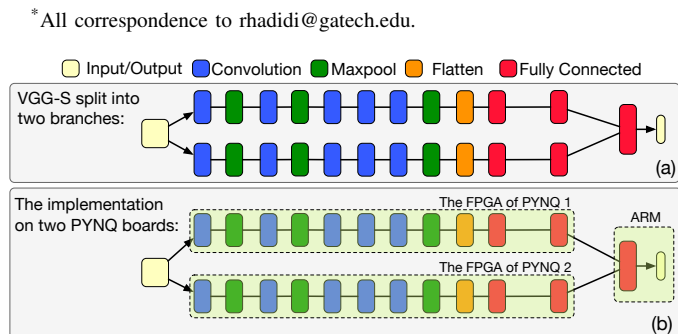 *All correspondence to rhadidi@gatech.edu.
Input/Output Convolution Maxpool Flatten Fully Connected
VGG-S split into
two branches:
(a)
The implementation
on two PYNQ boards:
The FPGA of PYNQ 1
ARM
The FPGA of PYNQ 2
(b)